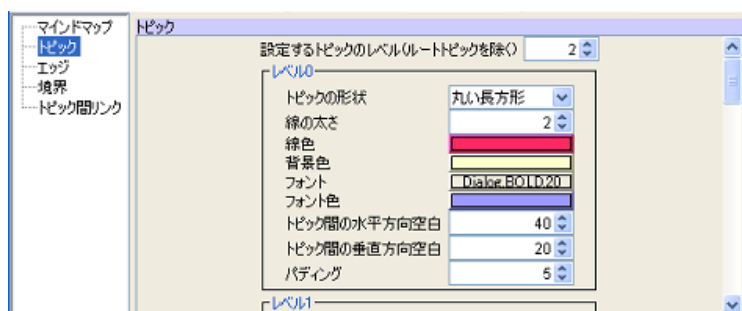 マインドマップ
トピック
エッジ
境界
トピック間リンク
トピック
設定するトピックのレベル(ルートトピックを除く) 2
レベル0
トピックの形状 丸い長方形
線の太さ 2
線色
背景色
フォント Dialog.BOLD.20
フォント色
トピック間の水平方向空白 40
トピック間の垂直方向空白 20
パディング 5
レベル1